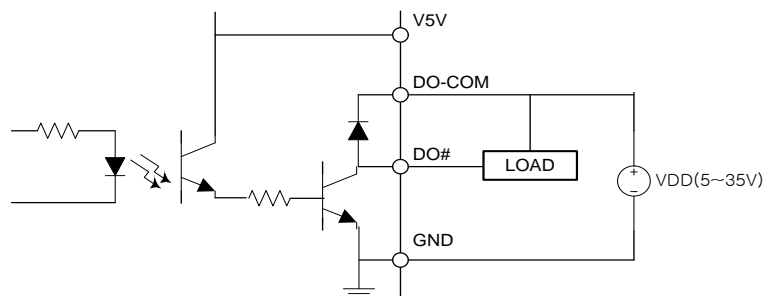 V5V
DO-COM
DO#
LOAD
+
−
VDD(5~35V)
GND